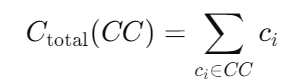 C_total(CC) = ∑_{c_i∈CC} c_i